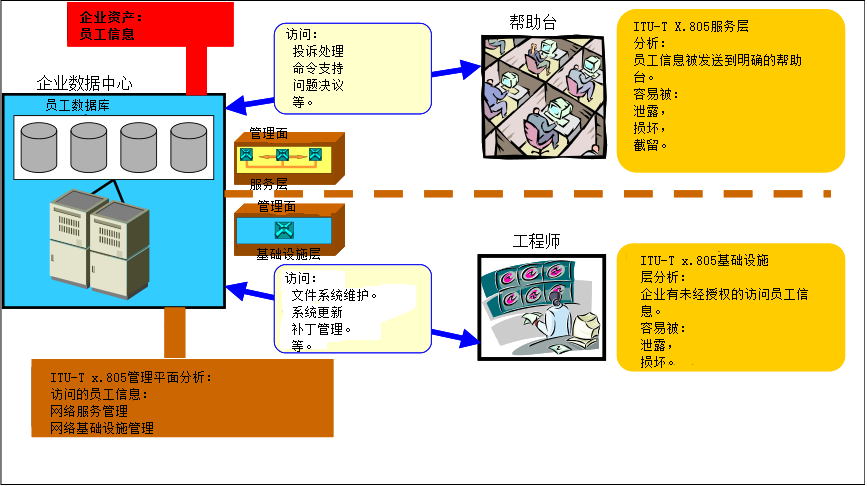 企业资产:
员工信息
企业数据中心
员工数据库
访问:
投诉处理
命令支持
问题决议
等。
帮助台
ITU-T X.805服务层
分析:
员工信息被发送到明确的帮助
台。
容易被:
泄露,
损坏,
截留。
管理面
服务层
管理面
基础设施层
访问:
文件系统维护。
系统更新
补丁管理。
等。
工程师
ITU-T x.805基础设施
层分析:
企业有未经授权的访问员工信
息。
容易被:
泄露,
损坏。
ITU-T x.805管理平面分析:
访问的员工信息:
网络服务管理
网络基础设施管理